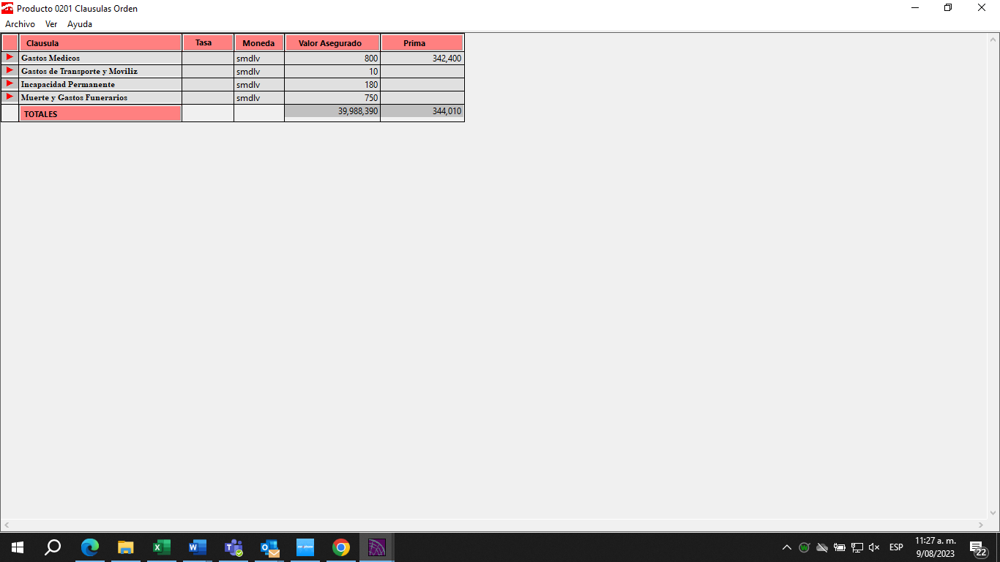 Producto 0201 Clausulas Orden
Archivo Ver Ayuda
Clausula Tasa Moneda Valor Asegurado Prima
Gastos Medicos smdlv 800 342,400
Gastos de Transporte y Moviliz smdlv 10
Incapacidad Permanente smdlv 180
Muerte y Gastos Funerarios smdlv 750
TOTALES 39,988,390 344,010
ESP 11:27 a. m.
9/08/2023 22